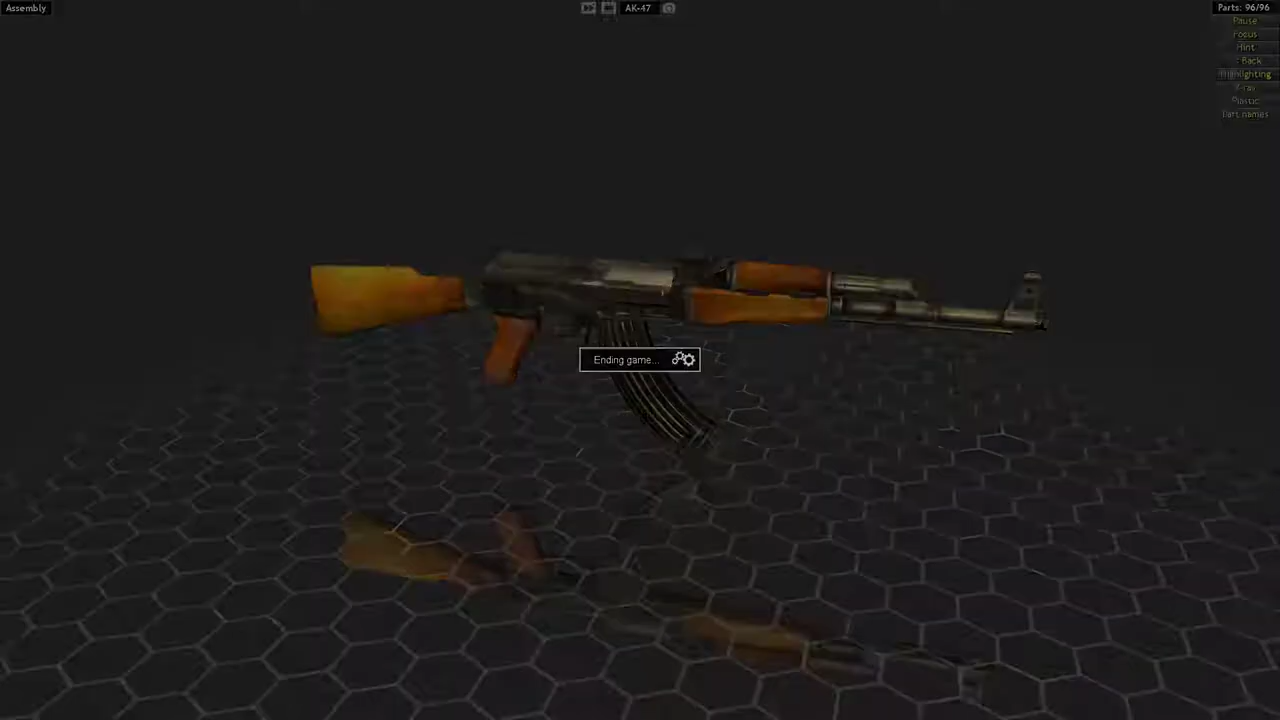 Assembly
AK-47
Parts: 96/96
Pause
Focus
Hint
Back
Highlighting
X-ray
Plastic
Part names
Ending game...